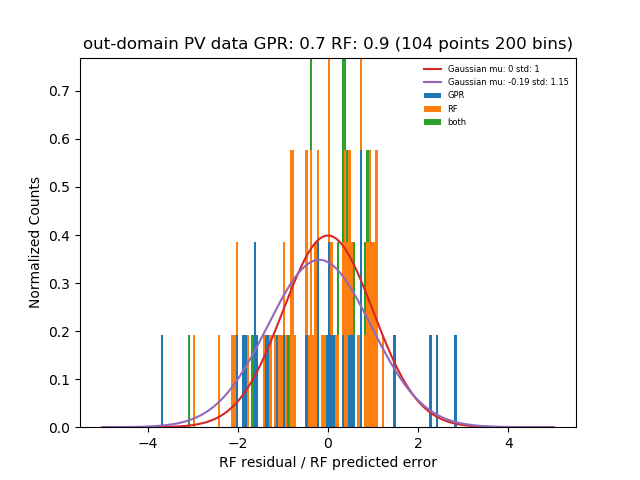 out-domain PV data GPR: 0.7 RF: 0.9 (104 points 200 bins)
Gaussian mu: 0 std: 1
Gaussian mu: -0.19 std: 1.15
GPR
RF
both
Normalized Counts
0.7
0.6
0.5
0.4
0.3
0.2
0.1
0.0
−4
−2
0
2
4
RF residual / RF predicted error